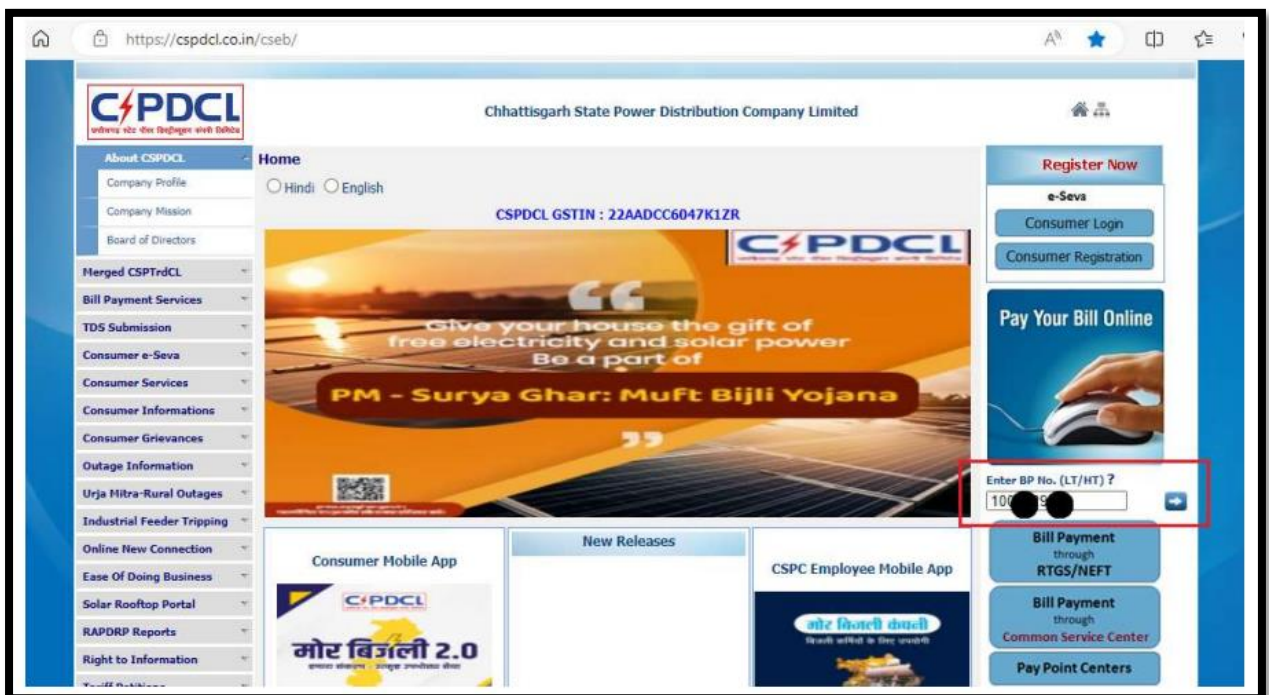 https://cspdcl.co.in/cseb/
CSPDCL
Chhattisgarh State Power Distribution Company Limited
About CSPDCL
Company Profile
Company Mission
Board of Directors
Merged CSPTrdCL
Bill Payment Services
TDS Submission
Consumer e-Seva
Consumer Services
Consumer Informations
Consumer Grievances
Outage Information
Urja Mitra-Rural Outages
Industrial Feeder Tripping
Online New Connection
Ease Of Doing Business
Solar Rooftop Portal
RAPDRP Reports
Right to Information
Home
Hindi English
CSPDCL GSTIN : 22AADCC6047K1ZR
CSPDCL
“
Give your house the gift of
free electricity and solar power
Be a part of
PM - Surya Ghar: Muft Bijli Yojana
”
Consumer Mobile App
CSPDCL
मोर बिजली 2.0
New Releases
CSPC Employee Mobile App
मोर बिजली कंपनी
Register Now
e-Seva
Consumer Login
Consumer Registration
Pay Your Bill Online
Enter BP No. (LT/HT) ?
Bill Payment
through
RTGS/NEFT
Bill Payment
through
Common Service Center
Pay Point Centers